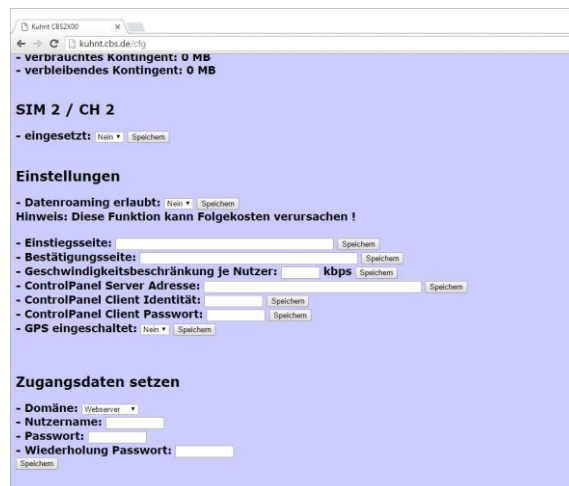 Kuhnt CBS2X00
kuhnt.cbs.de/cfg
- verbrauchtes Kontingent: 0 MB
- verbleibendes Kontingent: 0 MB
SIM 2 / CH 2
- eingesetzt: Nein Speichern
Einstellungen
- Datenroaming erlaubt: Nein Speichern
Hinweis: Diese Funktion kann Folgekosten verursachen !
- Einstiegsseite: Speichern
- Bestätigungsseite: Speichern
- Geschwindigkeitsbeschränkung je Nutzer: kbps Speichern
- ControlPanel Server Adresse: Speichern
- ControlPanel Client Identität: Speichern
- ControlPanel Client Passwort: Speichern
- GPS eingeschaltet: Nein Speichern
Zugangsdaten setzen
- Domäne: Webserver
- Nutzername:
- Passwort:
- Wiederholung Passwort:
Speichern